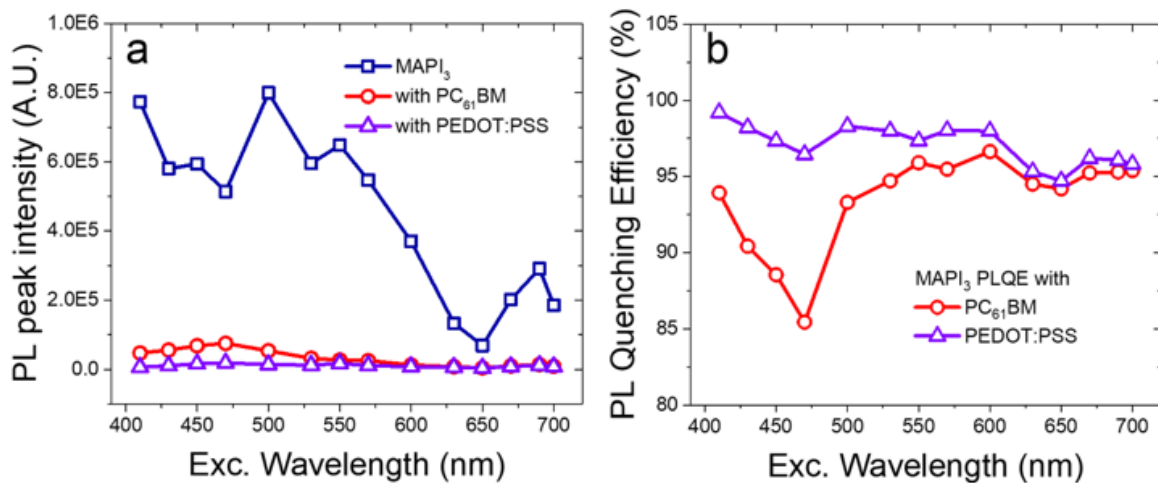 a
PL peak intensity (A.U.)
1.0E6
8.0E5
6.0E5
4.0E5
2.0E5
0.0
MAPI₃
with PC₆₁BM
with PEDOT:PSS
400 450 500 550 600 650 700
Exc. Wavelength (nm)
b
PL Quenching Efficiency (%)
105
100
95
90
85
80
MAPI₃ PLQE with
PC₆₁BM
PEDOT:PSS
400 450 500 550 600 650 700
Exc. Wavelength (nm)